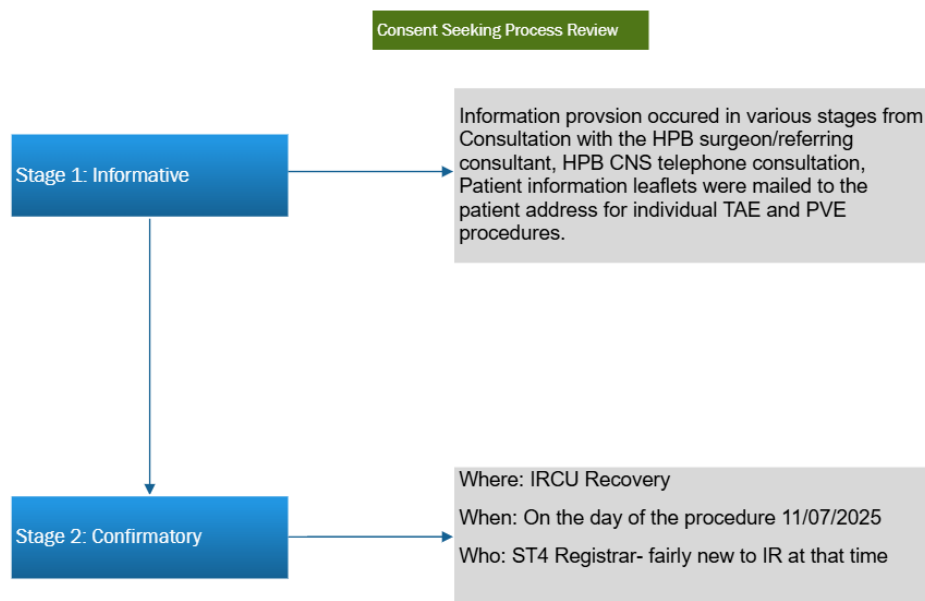 Consent Seeking Process Review
Stage 1: Informative
Information provsion occured in various stages from
Consultation with the HPB surgeon/referring
consultant, HPB CNS telephone consultation,
Patient information leaflets were mailed to the
patient address for individual TAE and PVE
procedures.
Stage 2: Confirmatory
Where: IRCU Recovery
When: On the day of the procedure 11/07/2025
Who: ST4 Registrar- fairly new to IR at that time